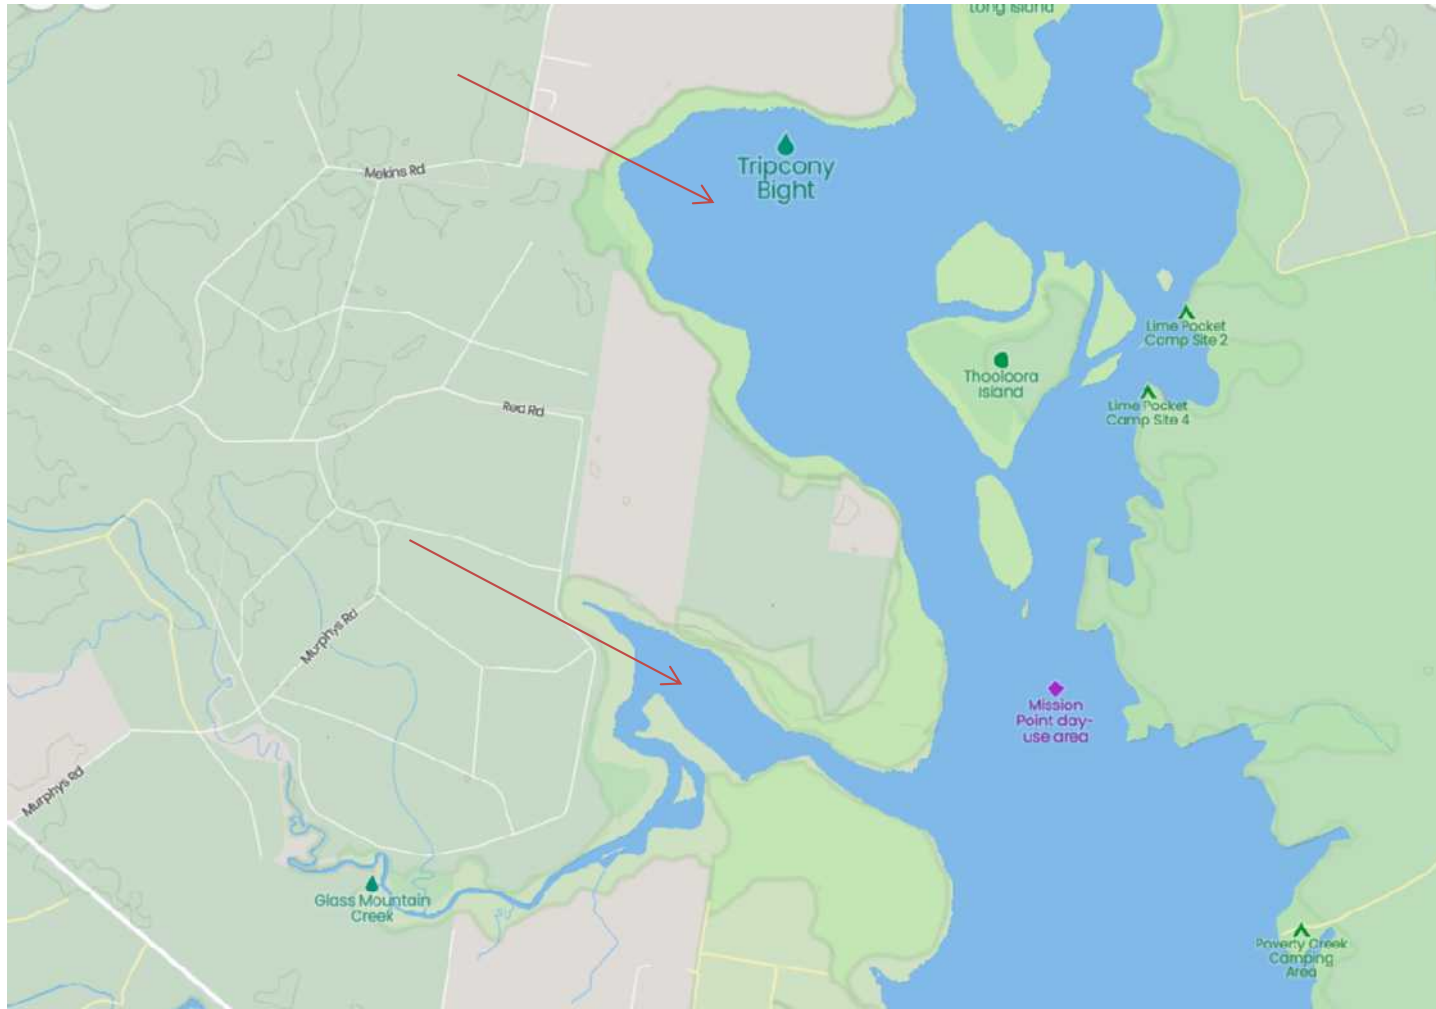 Long Island
Tripcony
Bight
Mekins Rd
Lime Pocket
Camp Site 2
Thooloora
Island
Lime Pocket
Camp Site 4
Reid Rd
Murphys Rd
Mission
Point day-
use area
Murphys Rd
Glass Mountain
Creek
Poverty Creek
Camping
Area